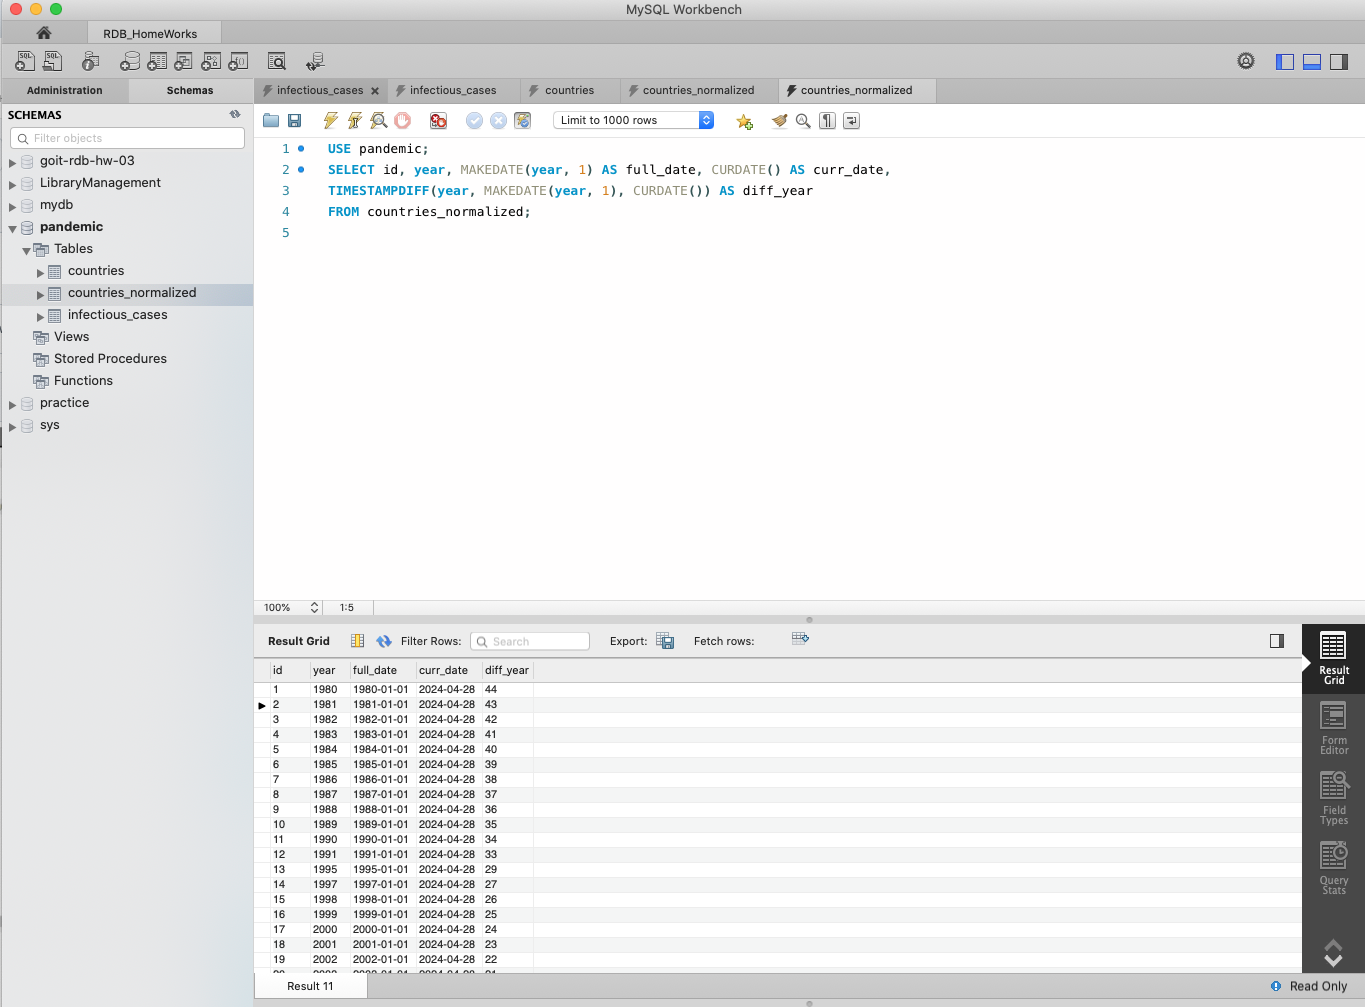 MySQL Workbench
RDB_HomeWorks
Administration
Schemas
infectious_cases
infectious_cases
countries
countries_normalized
countries_normalized
SCHEMAS
Filter objects
goit-rdb-hw-03
LibraryManagement
mydb
pandemic
Tables
countries
countries_normalized
infectious_cases
Views
Stored Procedures
Functions
practice
sys
Limit to 1000 rows
1 USE pandemic;
2 SELECT id, year, MAKEDATE(year, 1) AS full_date, CURDATE() AS curr_date,
3 TIMESTAMPDIFF(year, MAKEDATE(year, 1), CURDATE()) AS diff_year
4 FROM countries_normalized;
5
100% 1:5
Result Grid Filter Rows: Search Export: Fetch rows:
id year full_date curr_date diff_year
1 1980 1980-01-01 2024-04-28 44
2 1981 1981-01-01 2024-04-28 43
3 1982 1982-01-01 2024-04-28 42
4 1983 1983-01-01 2024-04-28 41
5 1984 1984-01-01 2024-04-28 40
6 1985 1985-01-01 2024-04-28 39
7 1986 1986-01-01 2024-04-28 38
8 1987 1987-01-01 2024-04-28 37
9 1988 1988-01-01 2024-04-28 36
10 1989 1989-01-01 2024-04-28 35
11 1990 1990-01-01 2024-04-28 34
12 1991 1991-01-01 2024-04-28 33
13 1995 1995-01-01 2024-04-28 29
14 1997 1997-01-01 2024-04-28 27
15 1998 1998-01-01 2024-04-28 26
16 1999 1999-01-01 2024-04-28 25
17 2000 2000-01-01 2024-04-28 24
18 2001 2001-01-01 2024-04-28 23
19 2002 2002-01-01 2024-04-28 22
Result
Grid
Form
Editor
Field
Types
Query
Stats
Result 11
Read Only